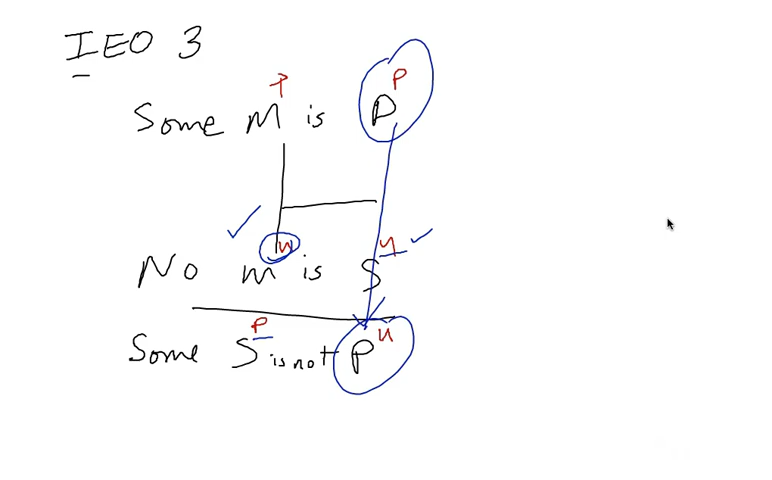 IEO 3
P P
Some M is P
u u
No m is S
P u
Some S is not P